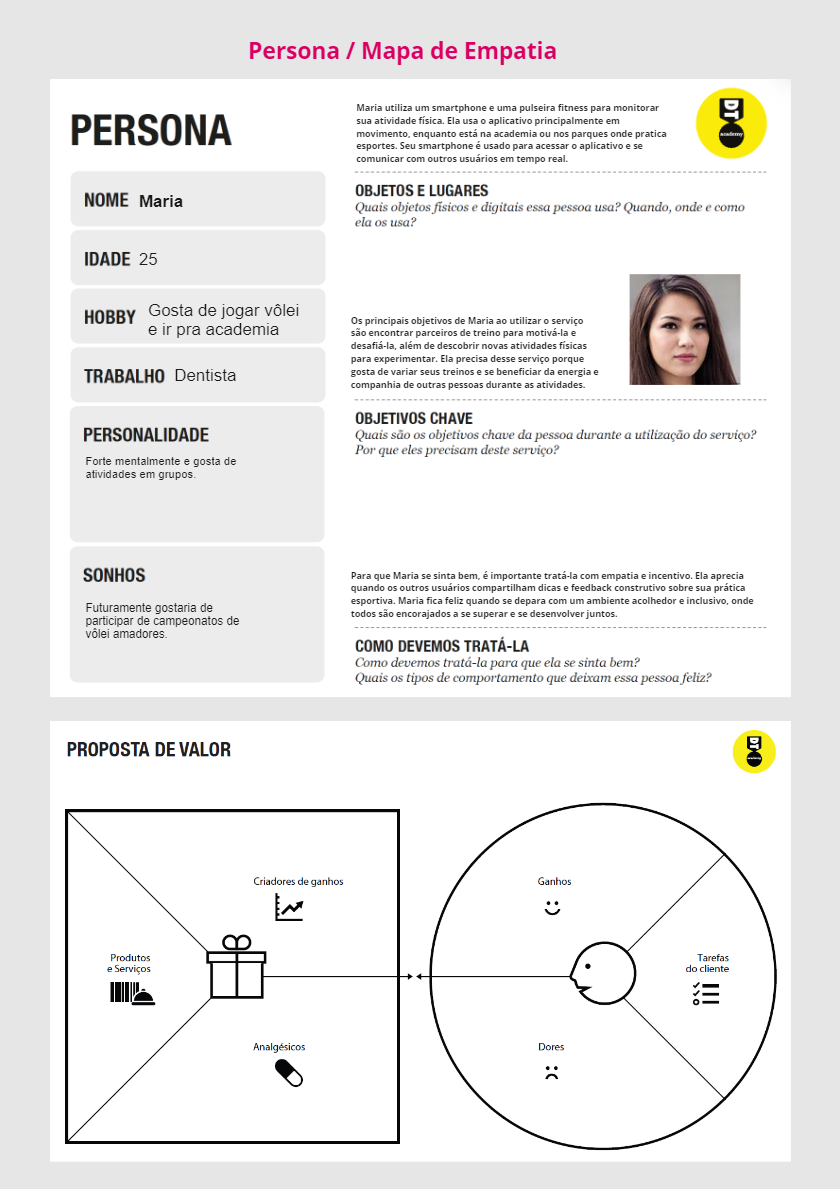 Persona / Mapa de Empatia
PERSONA
NOME Maria
IDADE 25
HOBBY Gosta de jogar vôlei
e ir pra academia
TRABALHO Dentista
PERSONALIDADE
Forte mentalmente e gosta de
atividades em grupos.
SONHOS
Futuramente gostaria de
participar de campeonatos de
vôlei amadores.
Maria utiliza um smartphone e uma pulseira fitness para monitorar
sua atividade física. Ela usa o aplicativo principalmente em
movimento, enquanto está na academia ou nos parques onde pratica
esportes. Seu smartphone é usado para acessar o aplicativo e se
comunicar com outros usuários em tempo real.
DT
academy
OBJETOS E LUGARES
Quais objetos físicos e digitais essa pessoa usa? Quando, onde e como
ela os usa?
Os principais objetivos de Maria ao utilizar o serviço
são encontrar parceiros de treino para motivá-la e
desafiá-la, além de descobrir novas atividades físicas
para experimentar. Ela precisa desse serviço porque
gosta de variar seus treinos e se beneficiar da energia e
companhia de outras pessoas durante as atividades.
OBJETIVOS CHAVE
Quais são os objetivos chave da pessoa durante a utilização do serviço?
Por que eles precisam deste serviço?
Para que Maria se sinta bem, é importante tratá-la com empatia e incentivo. Ela aprecia
quando os outros usuários compartilham dicas e feedback construtivo sobre sua prática
esportiva. Maria fica feliz quando se depara com um ambiente acolhedor e inclusivo, onde
todos são encorajados a se superar e se desenvolver juntos.
COMO DEVEMOS TRATÁ-LA
Como devemos tratá-la para que ela se sinta bem?
Quais os tipos de comportamento que deixam essa pessoa feliz?
PROPOSTA DE VALOR
DT
academy
Criadores de ganhos
Produtos
e Serviços
Analgésicos
Ganhos
Tarefas
do cliente
Dores